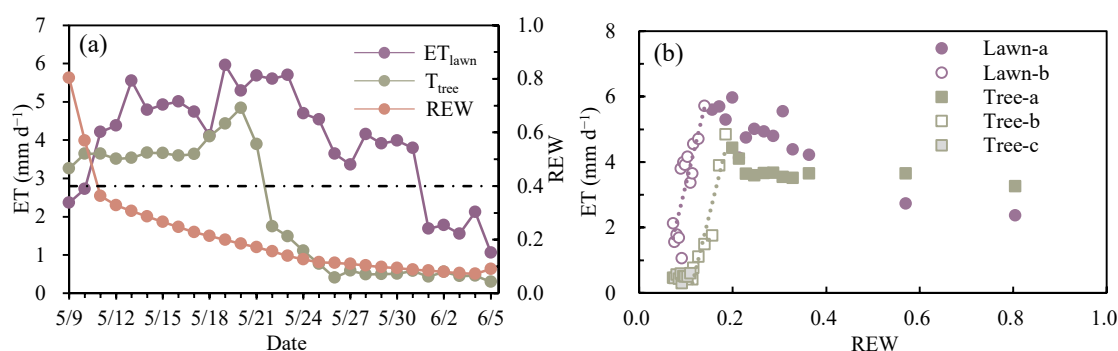 (a)
ET (mm d⁻¹)
7
6
5
4
3
2
1
0
1.0
0.8
0.6
0.4
0.2
0.0
REW
ET_lawn
T_tree
REW
5/9 5/12 5/15 5/18 5/21 5/24 5/27 5/30 6/2 6/5
Date
(b)
ET (mm d⁻¹)
8
6
4
2
0
Lawn-a
Lawn-b
Tree-a
Tree-b
Tree-c
0.0 0.2 0.4 0.6 0.8 1.0
REW